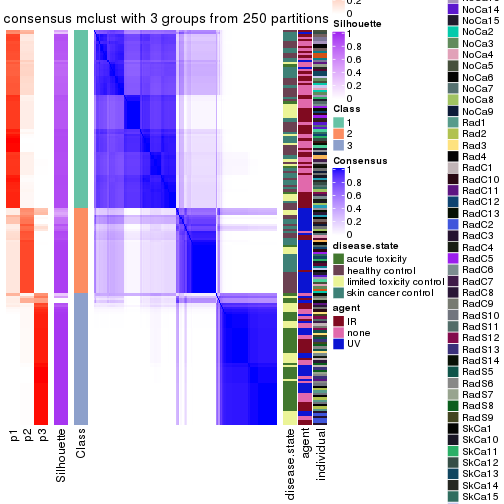 consensus mclust with 3 groups from 250 partitions
0.2
0
Silhouette
1
0.8
0.6
0.4
0.2
0
Class
1
2
3
Consensus
1
0.8
0.6
0.4
0.2
0
disease.state
acute toxicity
healthy control
limited toxicity control
skin cancer control
agent
IR
none
UV
p1
p2
p3
Silhouette
Class
disease.state
agent
individual
NoCa14
NoCa15
NoCa2
NoCa3
NoCa5
NoCa6
NoCa7
NoCa8
NoCa9
Rad1
Rad2
Rad3
Rad4
RadC1
RadC10
RadC11
RadC12
RadC13
RadC2
RadC3
RadC4
RadC5
RadC6
RadC7
RadC8
RadC9
RadS10
RadS11
RadS12
RadS13
RadS14
RadS5
RadS6
RadS7
RadS8
RadS9
SkCa1
SkCa10
SkCa11
SkCa12
SkCa13
SkCa14
SkCa15